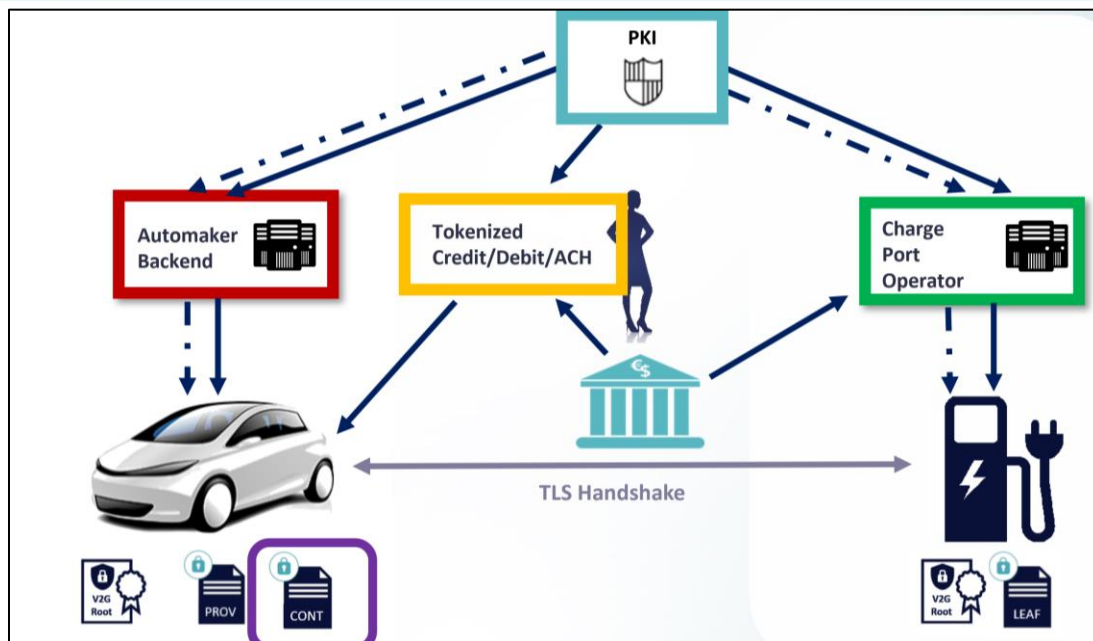 PKI
Automaker
Backend
Tokenized
Credit/Debit/ACH
Charge
Port
Operator
€$
TLS Handshake
V2G
Root
PROV
CONT
V2G
Root
LEAF